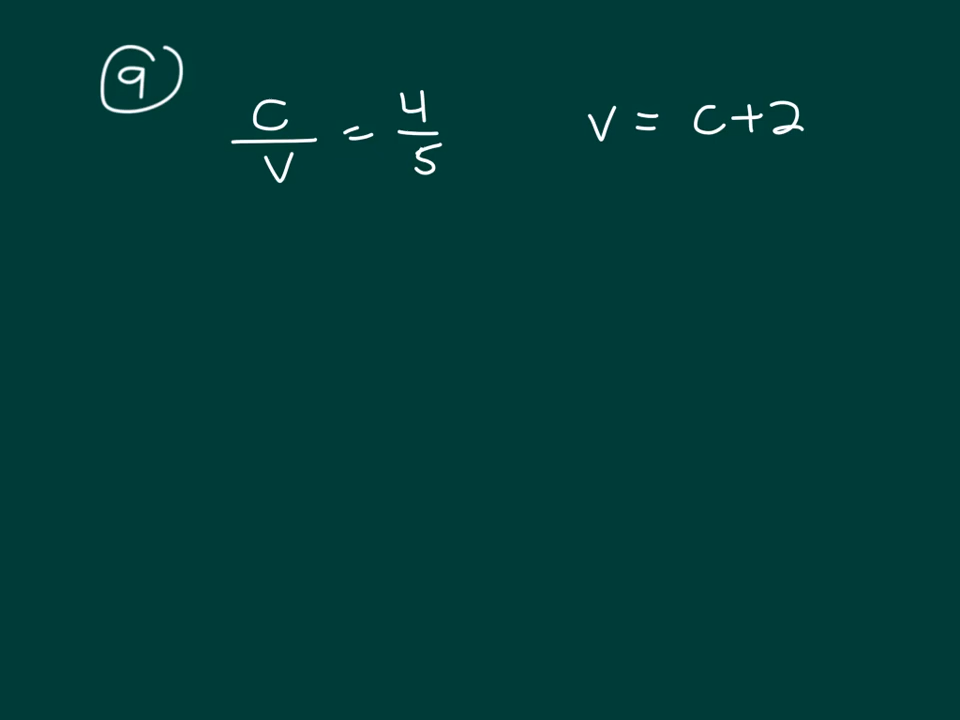 9
C/V = 4/5
V = C+2